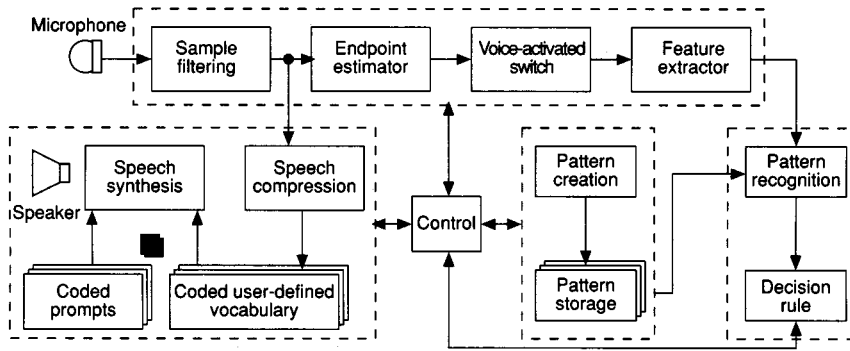 Microphone
Sample
filtering
Endpoint
estimator
Voice-activated
switch
Feature
extractor
Speech
synthesis
Speech
compression
Speaker
Coded
prompts
Coded user-defined
vocabulary
Control
Pattern
creation
Pattern
storage
Pattern
recognition
Decision
rule